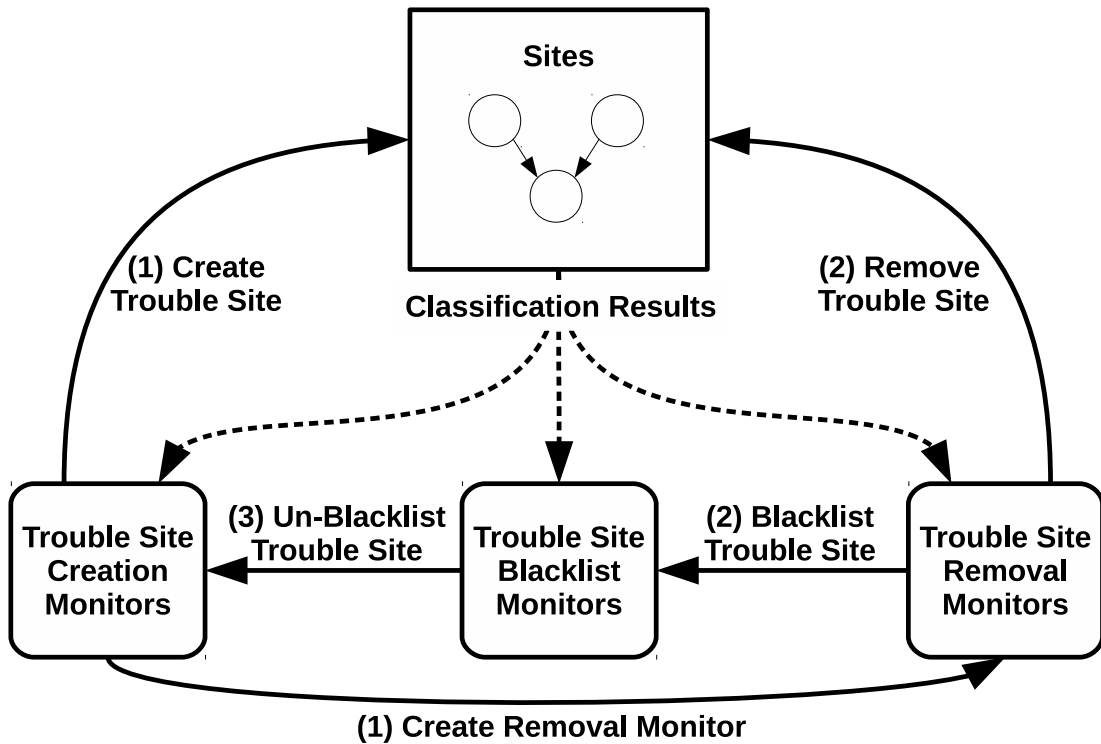 Sites
(1) Create
Trouble Site
(2) Remove
Trouble Site
Classification Results
Trouble Site
Creation
Monitors
(3) Un-Blacklist
Trouble Site
Trouble Site
Blacklist
Monitors
(2) Blacklist
Trouble Site
Trouble Site
Removal
Monitors
(1) Create Removal Monitor